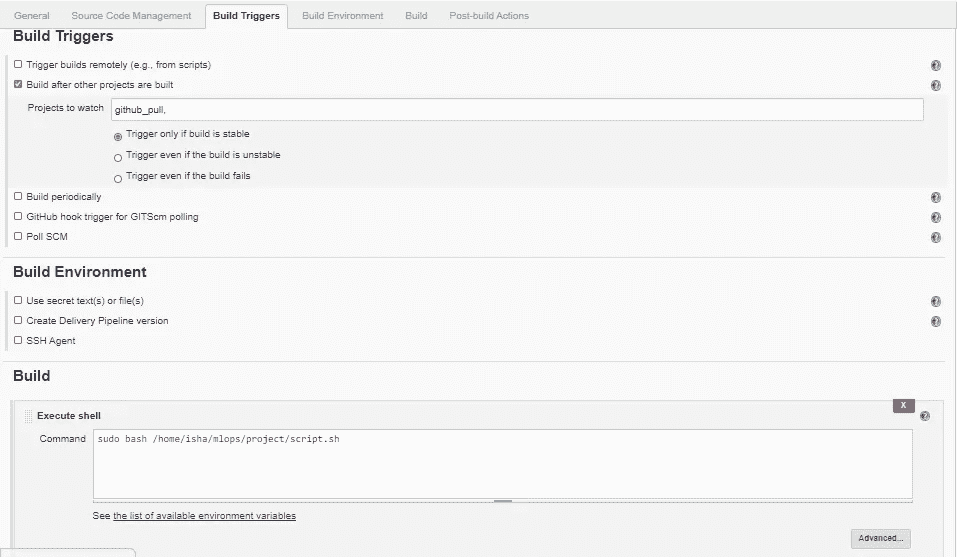 General Source Code Management Build Triggers Build Environment Build Post-build Actions
Build Triggers
Trigger builds remotely (e.g., from scripts)
Build after other projects are built
Projects to watch github_pull,
Trigger only if build is stable
Trigger even if the build is unstable
Trigger even if the build fails
Build periodically
GitHub hook trigger for GITScm polling
Poll SCM
Build Environment
Use secret text(s) or file(s)
Create Delivery Pipeline version
SSH Agent
Build
X
Execute shell
Command sudo bash /home/isha/mlops/project/script.sh
See the list of available environment variables
Advanced...